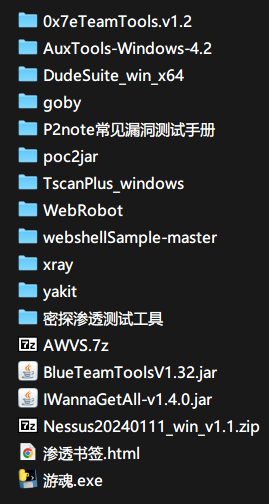 0x7eTeamTools.v1.2
AuxTools-Windows-4.2
DudeSuite_win_x64
goby
P2note常见漏洞测试手册
poc2jar
TscanPlus_windows
WebRobot
webshellSample-master
xray
yakit
密探渗透测试工具
AWVS.7z
BlueTeamToolsV1.32.jar
IWannaGetAll-v1.4.0.jar
Nessus20240111_win_v1.1.zip
渗透书签.html
游魂.exe